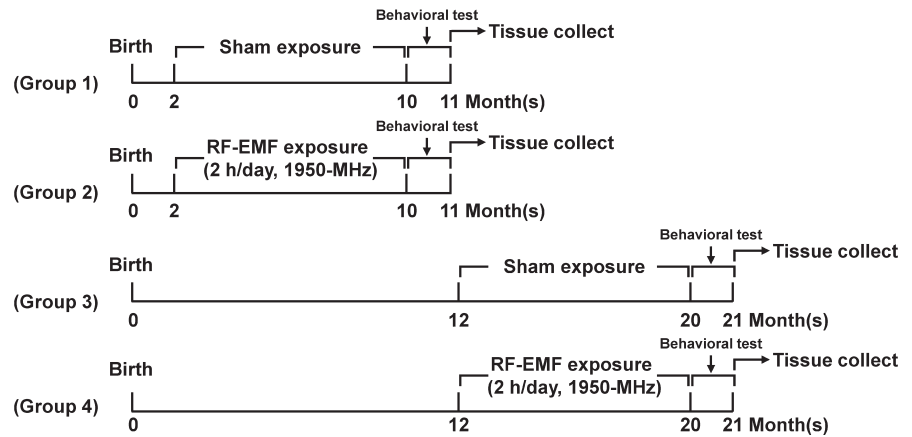 Behavioral test
Birth Sham exposure Tissue collect
(Group 1)
0 2 10 11 Month(s)
Behavioral test
Birth RF-EMF exposure Tissue collect
(2 h/day, 1950-MHz)
(Group 2)
0 2 10 11 Month(s)
Behavioral test
Birth Sham exposure Tissue collect
(Group 3)
0 12 20 21 Month(s)
Behavioral test
Birth RF-EMF exposure Tissue collect
(2 h/day, 1950-MHz)
(Group 4)
0 12 20 21 Month(s)